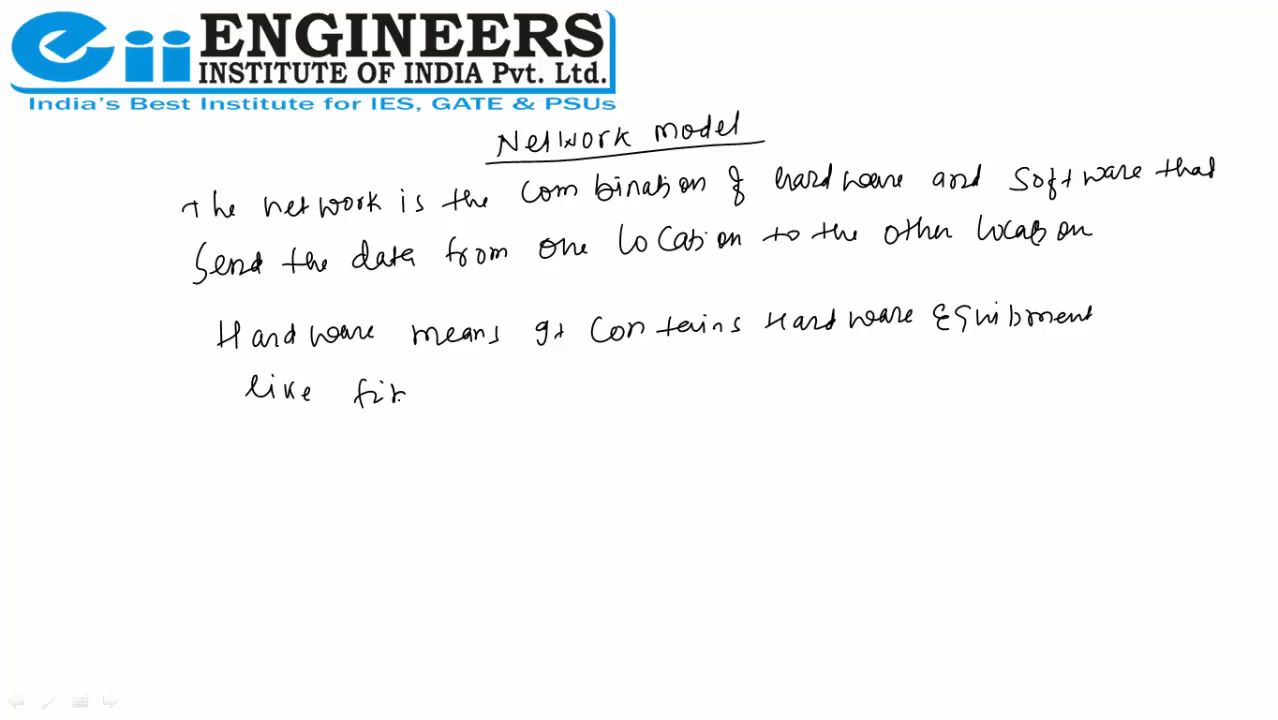 eii ENGINEERS
INSTITUTE OF INDIA Pvt. Ltd.
India's Best Institute for IES, GATE & PSUs
Network model
The network is the combination of hardware and software that
send the data from one location to the other location
Hardware means it contains Hardware Equipment
like fir